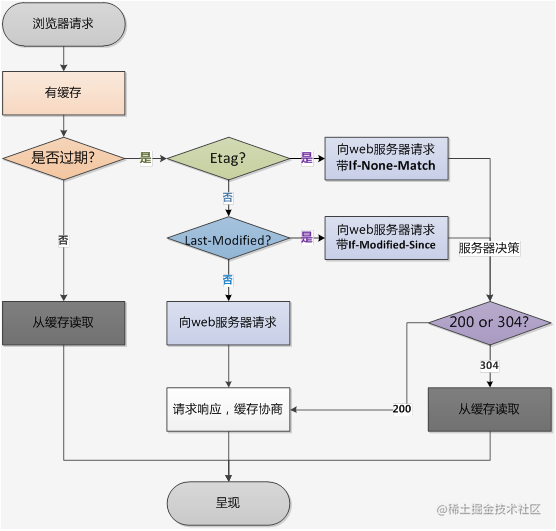 浏览器请求
有缓存
是否过期?
是
Etag?
是
向web服务器请求
带If-None-Match
否
否
Last-Modified?
是
向web服务器请求
带If-Modified-Since
服务器决策
否
从缓存读取
向web服务器请求
200 or 304?
304
请求响应，缓存协商
200
从缓存读取
呈现
@稀土掘金技术社区